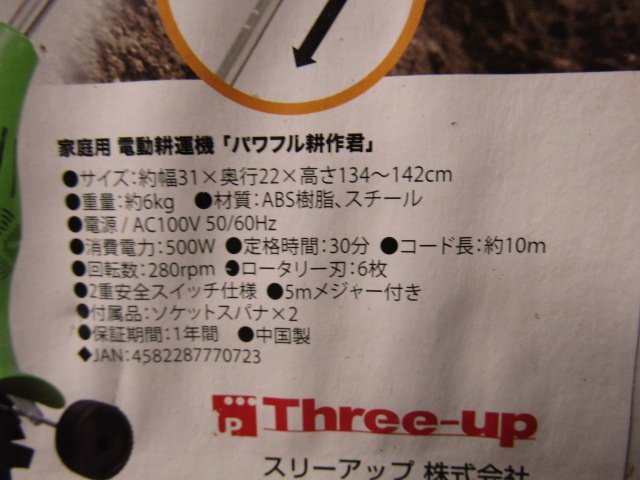 家庭用 電動耕運機「パワフル耕作君」
●サイズ:約幅31×奥行22×高さ134〜142cm
●重量:約6kg ●材質:ABS樹脂、スチール
●電源/AC100V 50/60Hz
●消費電力:500W ●定格時間:30分 ●コード長:約10m
●回転数:280rpm ●ロータリー刃:6枚
●2重安全スイッチ仕様 ●5mメジャー付き
●付属品:ソケットスパナ×2
●保証期間:1年間 ●中国製
◆JAN:4582287770723
P Three-up
スリーアップ 株式会社